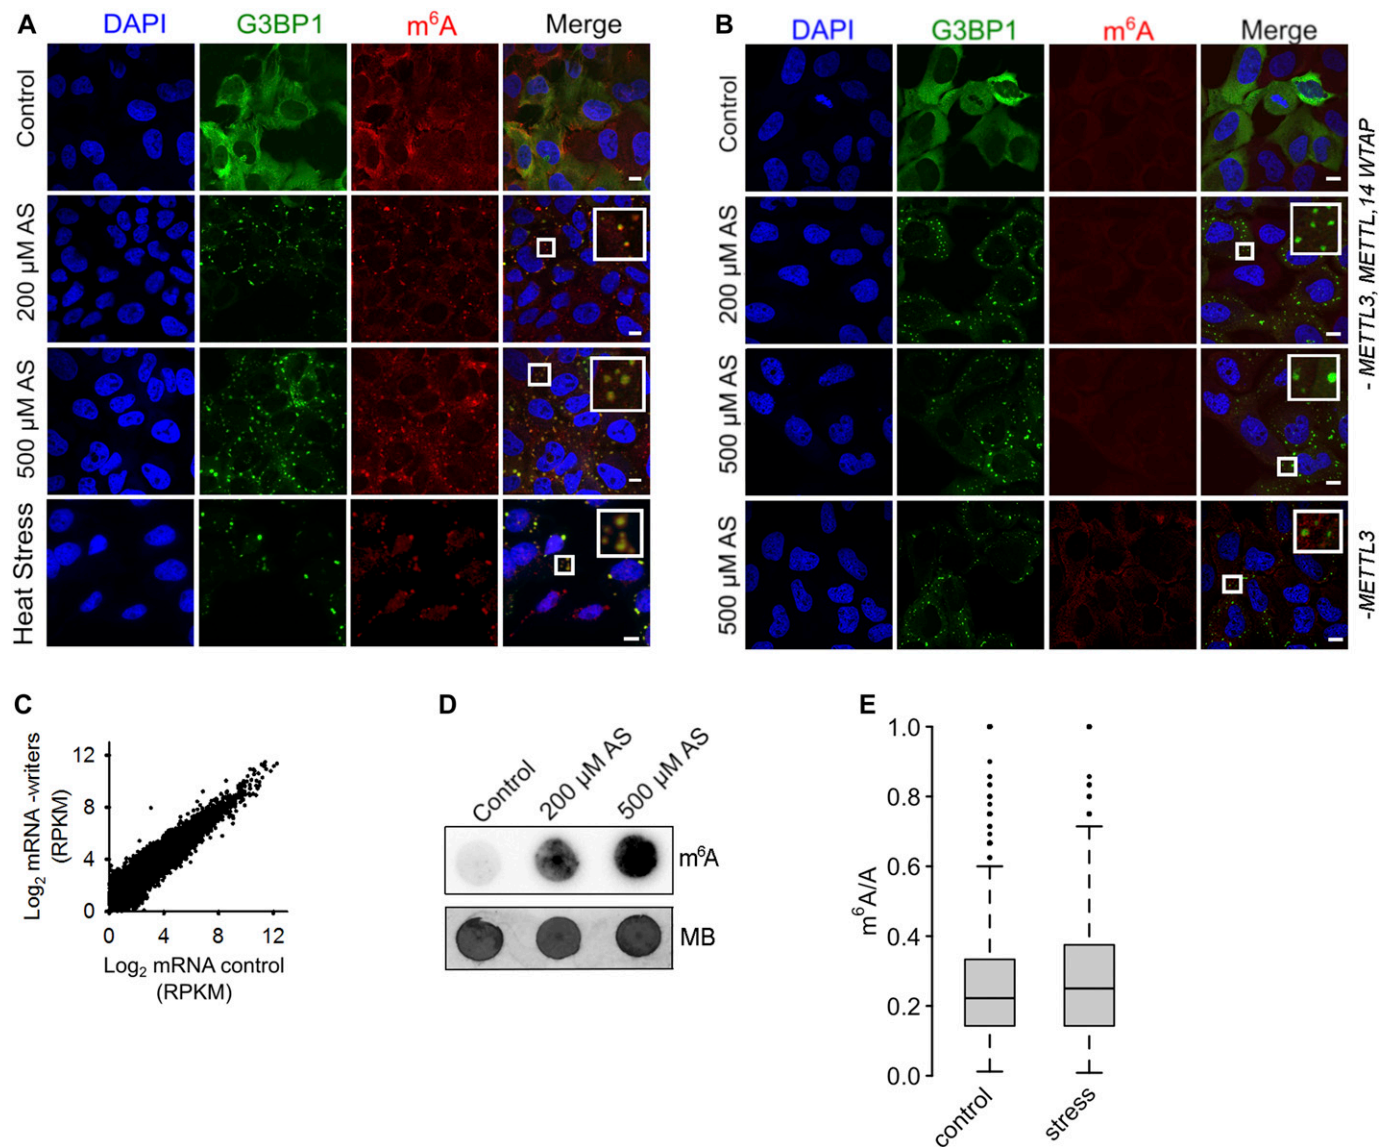 A
DAPI
G3BP1
m⁶A
Merge
Control
200 µM AS
500 µM AS
Heat Stress
B
DAPI
G3BP1
m⁶A
Merge
Control
200 µM AS
500 µM AS
500 µM AS
- METTL3, METTL,14 WTAP
-METTL3
C
Log₂ mRNA -writers
(RPKM)
12
8
4
0
0 4 8 12
Log₂ mRNA control
(RPKM)
D
Control
200 µM AS
500 µM AS
m⁶A
MB
E
m⁶A/A
1.0
0.8
0.6
0.4
0.2
0.0
control
stress